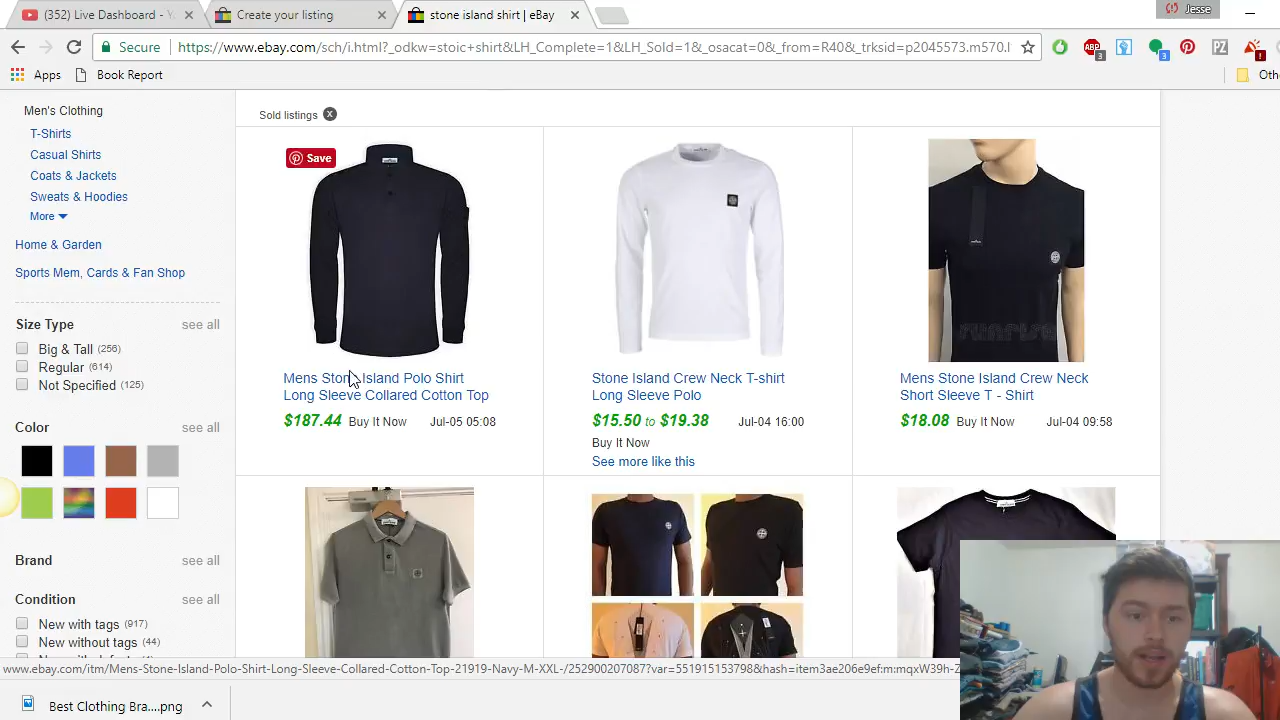 (352) Live Dashboard - Yo
Create your listing
stone island shirt | eBay
Jesse
Secure
https://www.ebay.com/sch/i.html?_odkw=stotc+shirt&LH_Complete=1&LH_Sold=1&_osacat=0&_from=R40&_trksid=p2045573.m570.l
ABP
3
3
PZ
Apps
Book Report
Othe
Men's Clothing
T-Shirts
Casual Shirts
Coats & Jackets
Sweats & Hoodies
More
Home & Garden
Sports Mem, Cards & Fan Shop
Size Type see all
Big & Tall (256)
Regular (614)
Not Specified (125)
Color see all
Brand see all
Condition see all
New with tags (917)
New without tags (44)
Sold listings
Save
Mens Stone Island Polo Shirt
Long Sleeve Collared Cotton Top
$187.44 Buy It Now Jul-05 05:08
Stone Island Crew Neck T-shirt
Long Sleeve Polo
$15.50 to $19.38 Jul-04 16:00
Buy It Now
See more like this
Mens Stone Island Crew Neck
Short Sleeve T - Shirt
$18.08 Buy It Now Jul-04 09:58
www.ebay.com/itm/Mens-Stone-Island-Polo-Shirt-Long-Sleeve-Collared-Cotton-Top-21919-Navy-M-XXL-/252900207087?var=551915153798&hash=item3ae206e9ef:m:mqxW39h-Z
Best Clothing Bra....png